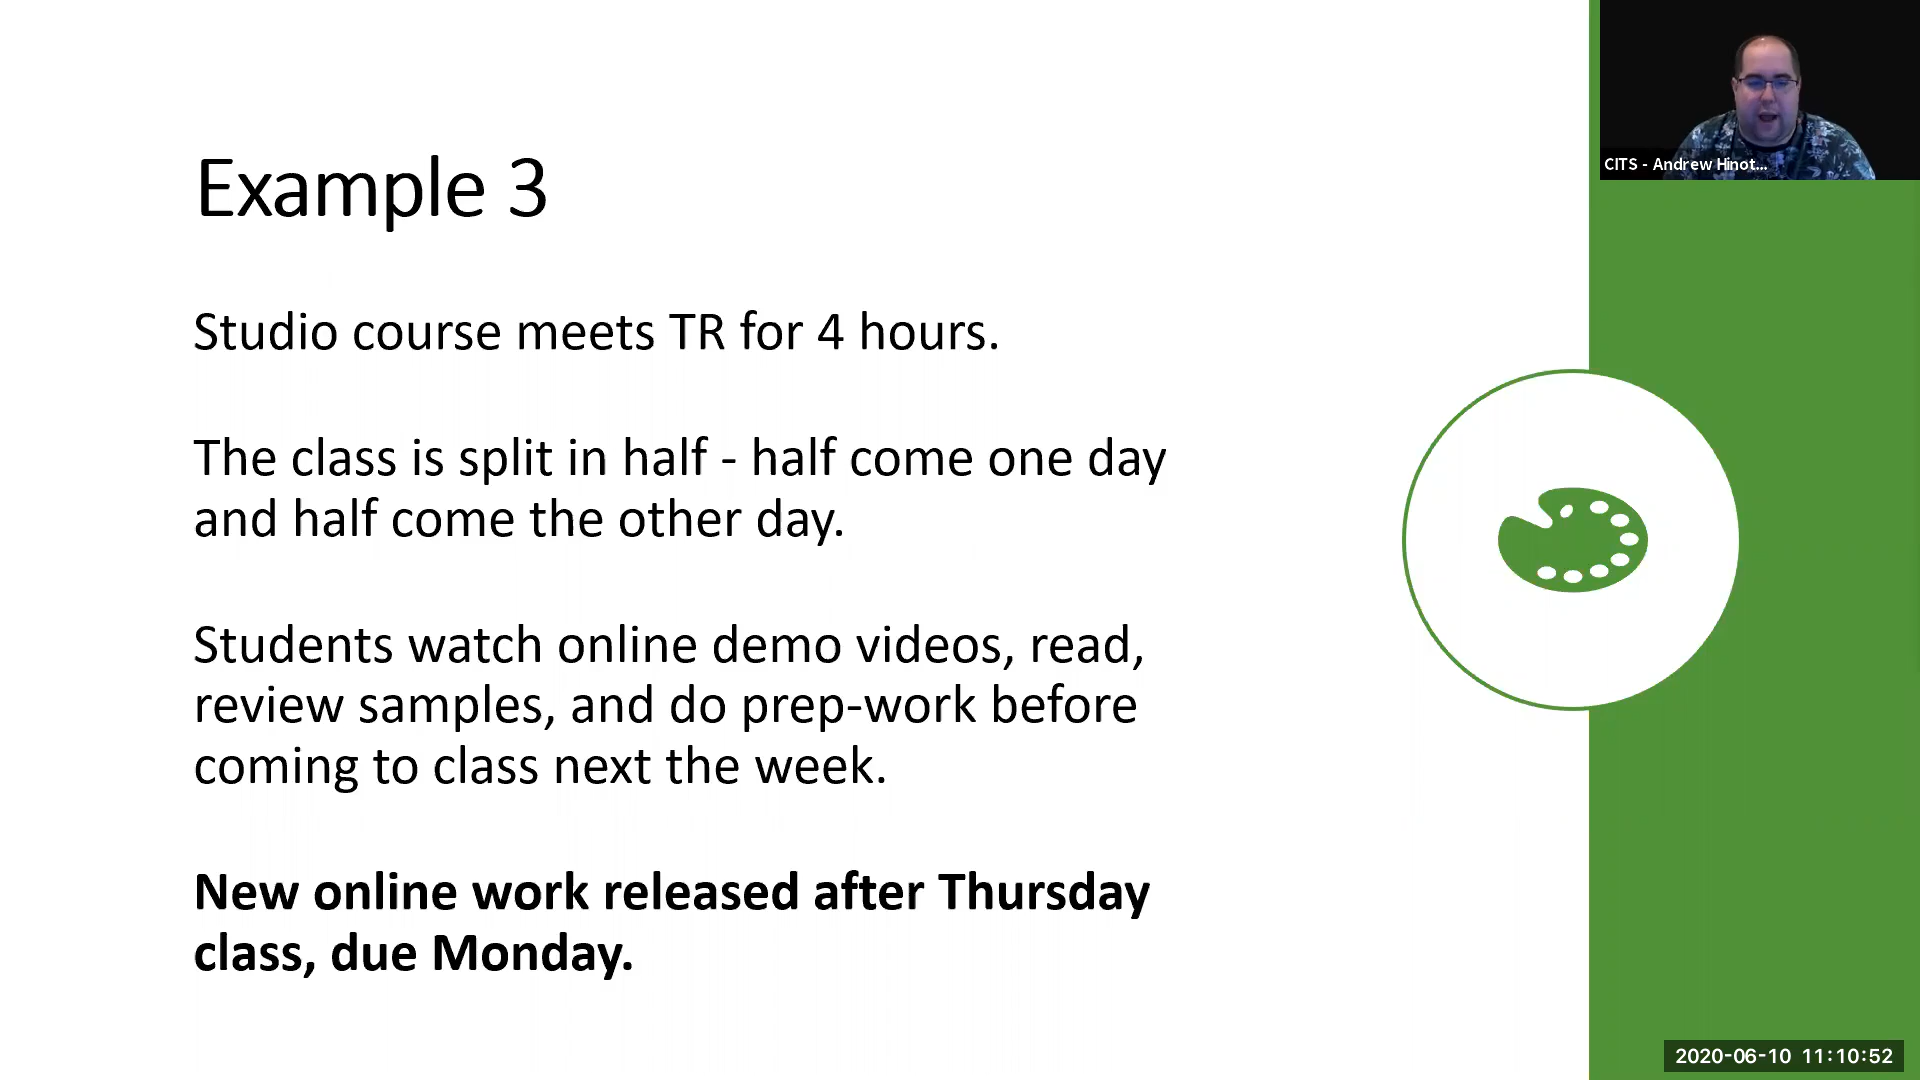 Example 3
Studio course meets TR for 4 hours.
The class is split in half - half come one day
and half come the other day.
Students watch online demo videos, read,
review samples, and do prep-work before
coming to class next the week.
New online work released after Thursday
class, due Monday.
CITS - Andrew Hinot...
2020-06-10 11:10:52